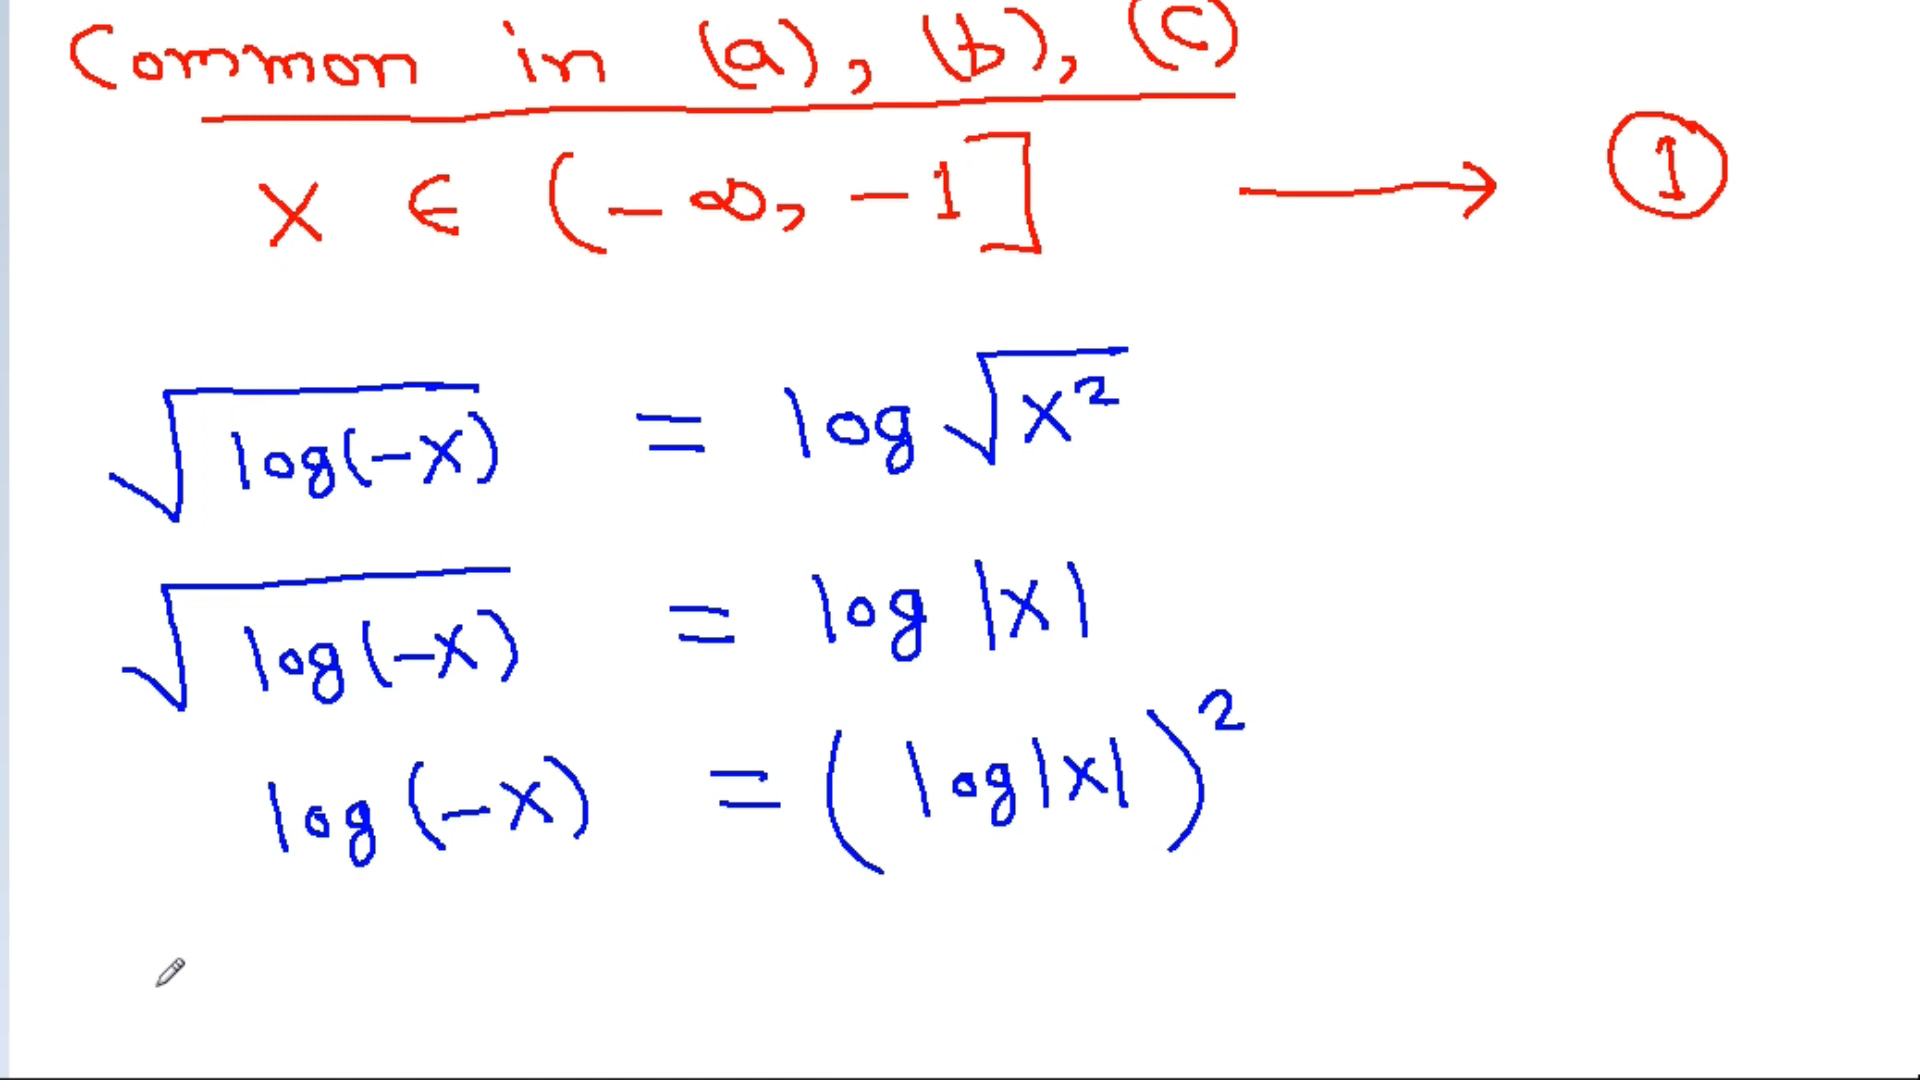 Common in (a), (b), (c)
x ∈ (-∞, -1] → ①
√log(-x) = log √x²
√log(-x) = log |x|
log (-x) = (log|x|)²